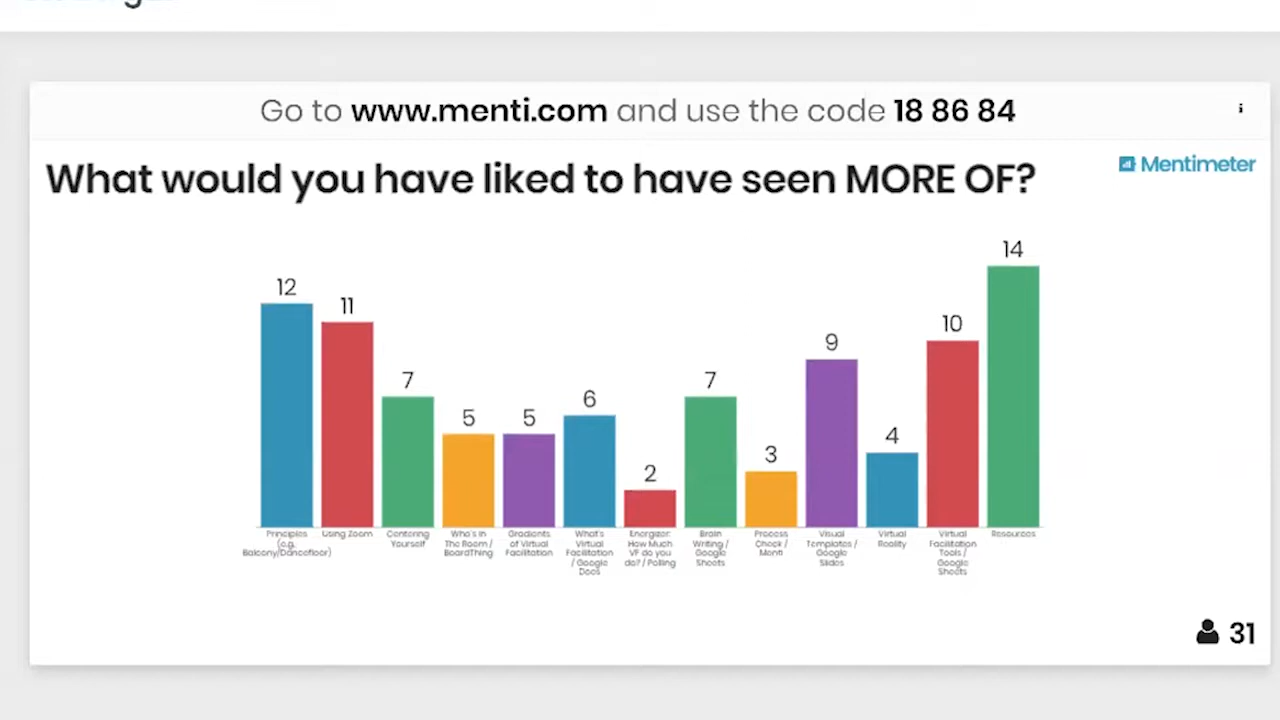 Go to www.menti.com and use the code 18 86 84
i
Mentimeter
What would you have liked to have seen MORE OF?
12
11
7
5
5
6
2
7
3
9
4
10
14
Principles
(e.g.
Balcony/Dancefloor)
Using Zoom
Centering
Yourself
Who's In
The Room /
BoardThing
Gradients
of Virtual
Facilitation
What's
Virtual
Facilitation
/ Google
Docs
Energizer:
How Much
VF do you
do? / Polling
Brain
Writing /
Google
Sheets
Process
Check /
Menti
Visual
Templates /
Google
Slides
Virtual
Reality
Virtual
Facilitation
Tools /
Google
Sheets
Resources
31